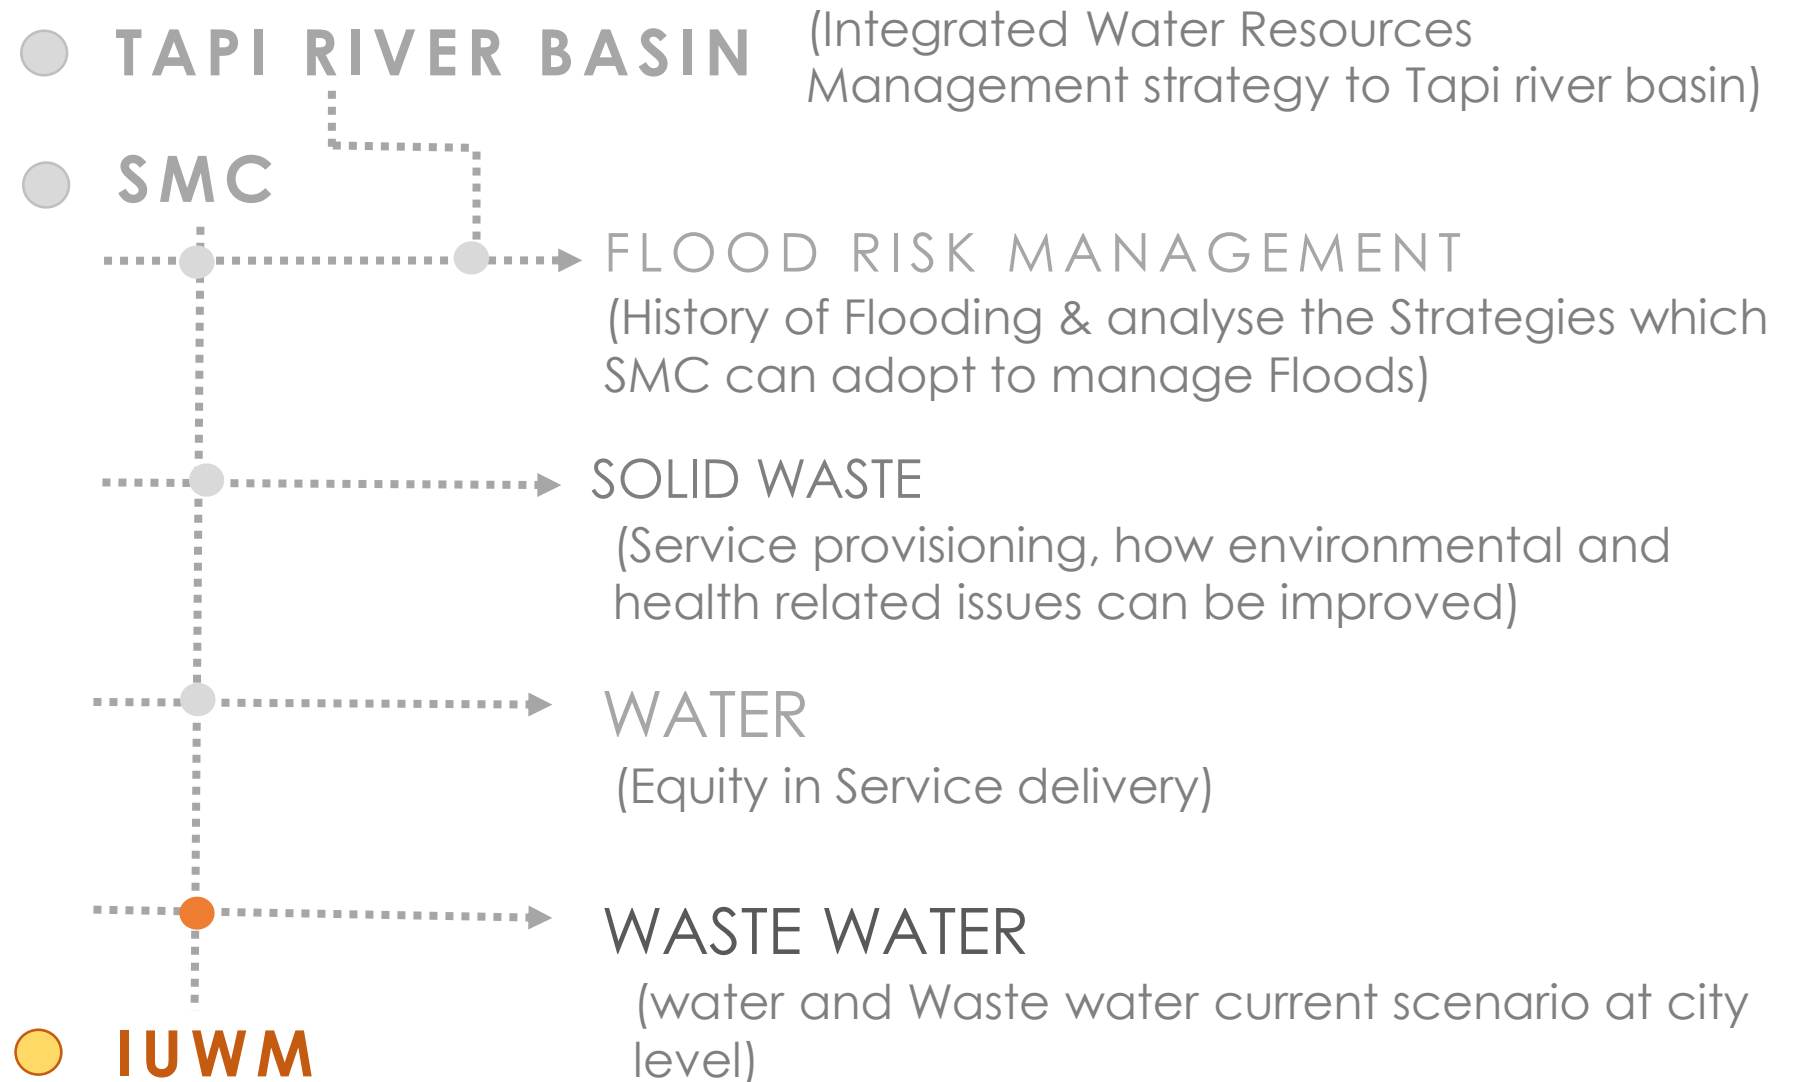 TAPI RIVER BASIN
(Integrated Water Resources
Management strategy to Tapi river basin)
SMC
FLOOD RISK MANAGEMENT
(History of Flooding & analyse the Strategies which
SMC can adopt to manage Floods)
SOLID WASTE
(Service provisioning, how environmental and
health related issues can be improved)
WATER
(Equity in Service delivery)
WASTE WATER
(water and Waste water current scenario at city
level)
IUWM